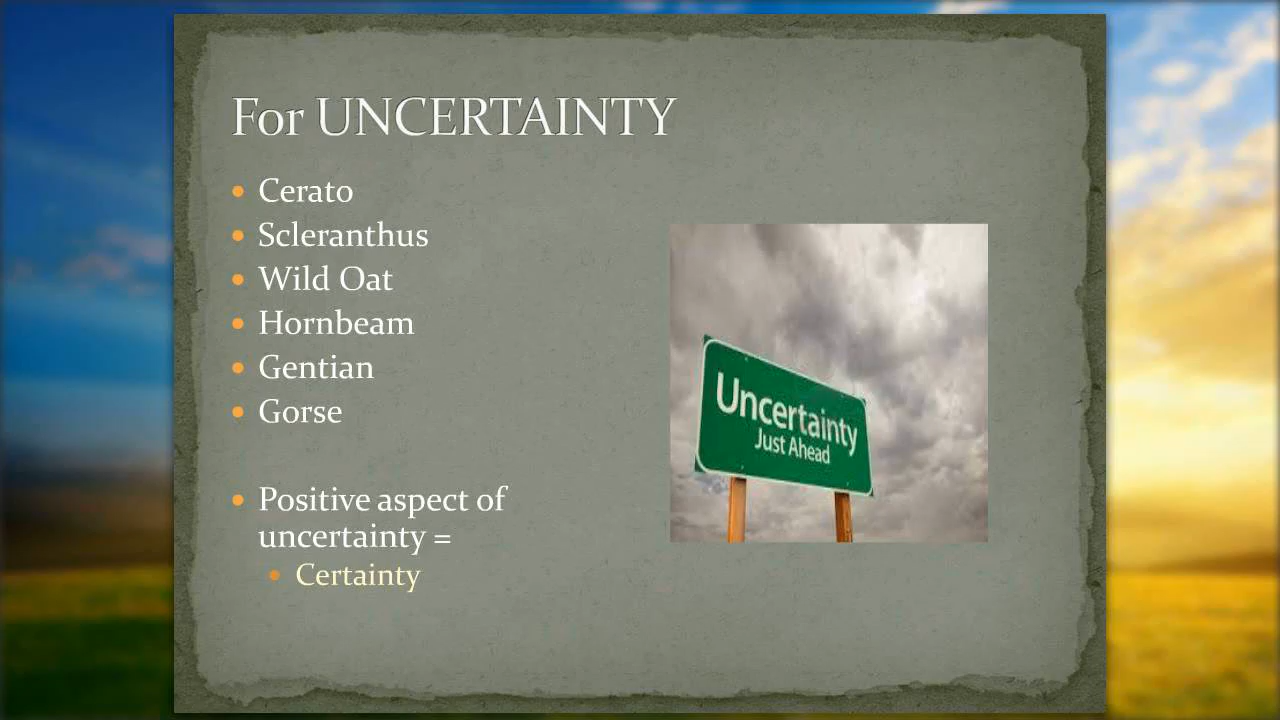 For UNCERTAINTY
Cerato
Scleranthus
Wild Oat
Hornbeam
Gentian
Gorse
Positive aspect of
uncertainty =
Certainty
Uncertainty
Just Ahead